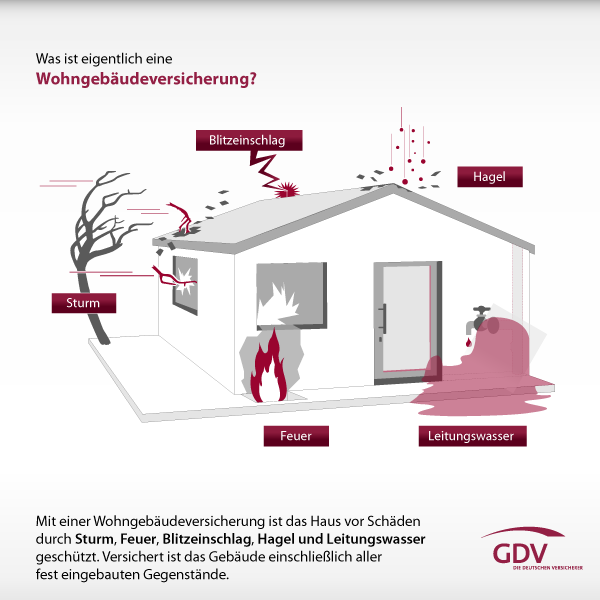 Was ist eigentlich eine
Wohngebäudeversicherung?
Blitzeinschlag
Hagel
Sturm
Feuer
Leitungswasser
Mit einer Wohngebäudeversicherung ist das Haus vor Schäden
durch Sturm, Feuer, Blitzeinschlag, Hagel und Leitungswasser
geschützt. Versichert ist das Gebäude einschließlich aller
fest eingebauten Gegenstände.
GDV
DIE DEUTSCHEN VERSICHERER